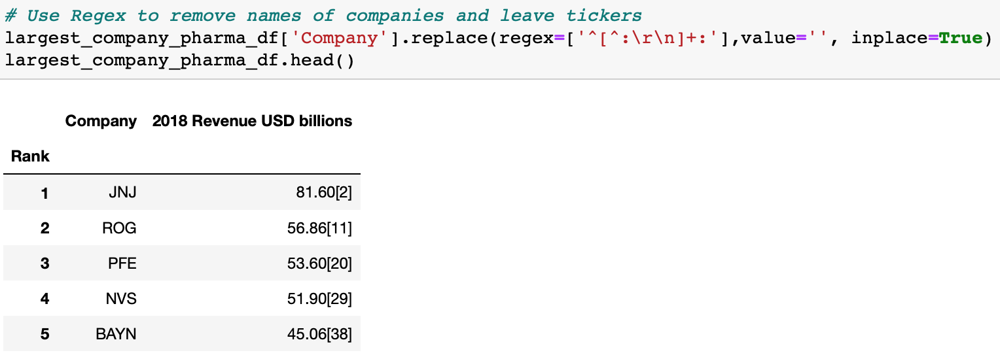 # Use Regex to remove names of companies and leave tickers
largest_company_pharma_df['Company'].replace(regex=['^[^:\r\n]+:'],value='', inplace=True)
largest_company_pharma_df.head()
Company 2018 Revenue USD billions
Rank
1 JNJ 81.60[2]
2 ROG 56.86[11]
3 PFE 53.60[20]
4 NVS 51.90[29]
5 BAYN 45.06[38]